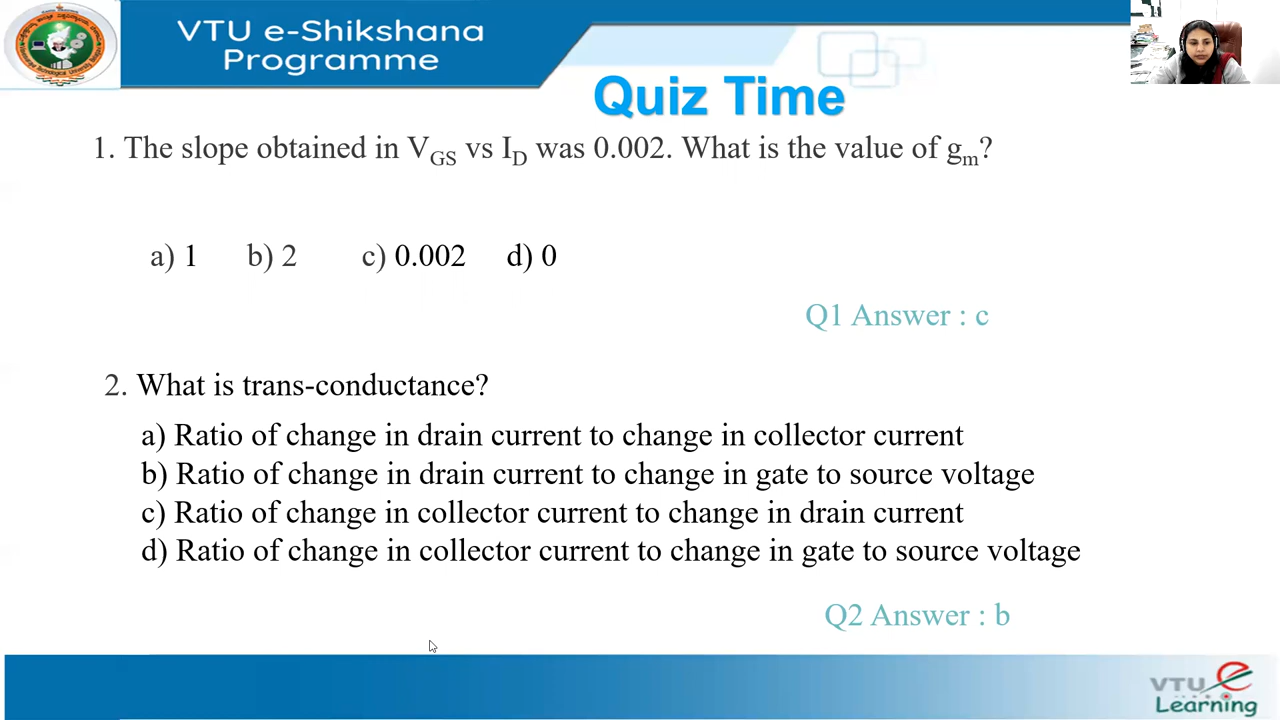 VTU e-Shikshana
Programme
Quiz Time
1. The slope obtained in VGS vs ID was 0.002. What is the value of gm?
a) 1 b) 2 c) 0.002 d) 0
Q1 Answer : c
2. What is trans-conductance?
a) Ratio of change in drain current to change in collector current
b) Ratio of change in drain current to change in gate to source voltage
c) Ratio of change in collector current to change in drain current
d) Ratio of change in collector current to change in gate to source voltage
Q2 Answer : b
VTU e
Learning